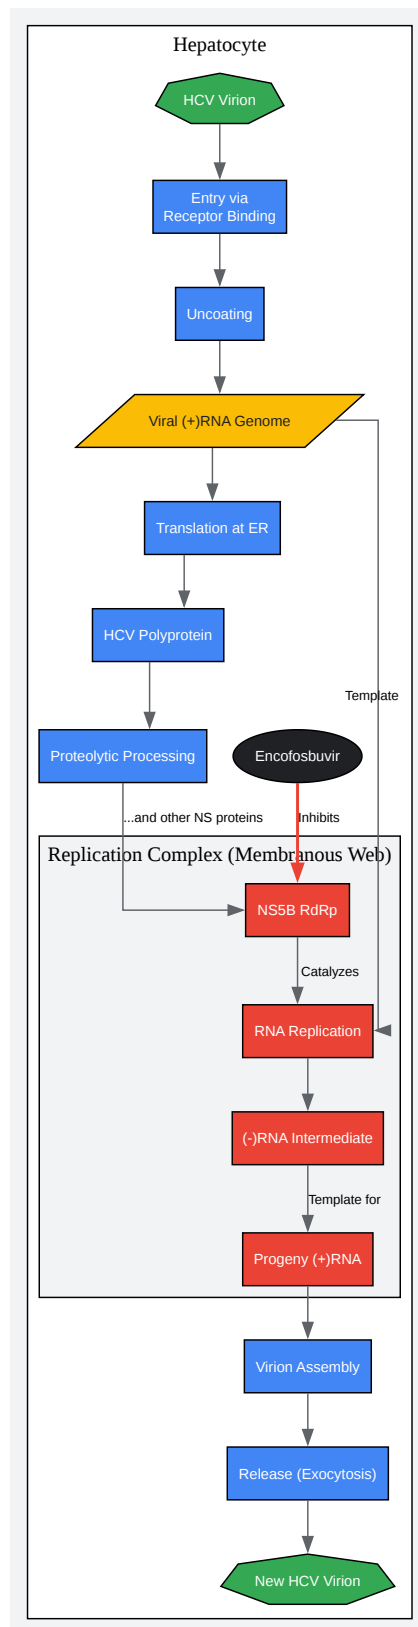 Hepatocyte
HCV Virion
Entry via
Receptor Binding
Uncoating
Viral (+)RNA Genome
Translation at ER
HCV Polyprotein
Template
Proteolytic Processing
Encofosbuvir
...and other NS proteins
Inhibits
Replication Complex (Membranous Web)
NS5B RdRp
Catalyzes
RNA Replication
(-)RNA Intermediate
Template for
Progeny (+)RNA
Virion Assembly
Release (Exocytosis)
New HCV Virion